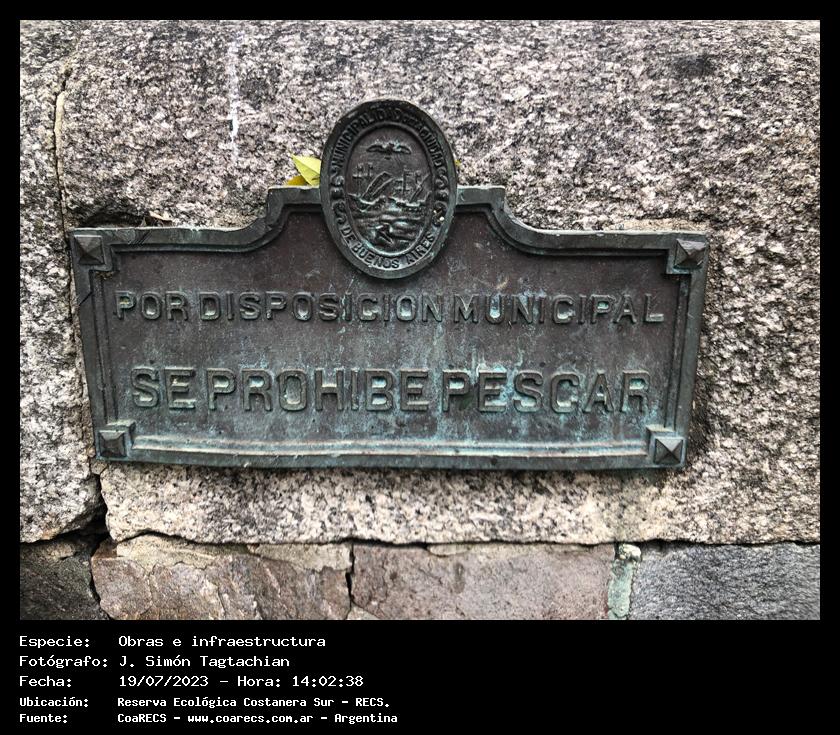 MUNICIPALIDAD DE LA CIUDAD
DE BUENOS AIRES
POR DISPOSICION MUNICIPAL
SE PROHIBE PESCAR
Especie: Obras e infraestructura
Fotógrafo: J. Simón Tagtachian
Fecha: 19/07/2023 - Hora: 14:02:38
Ubicación: Reserva Ecológica Costanera Sur - RECS.
Fuente: CoaRECS - www.coarecs.com.ar - Argentina